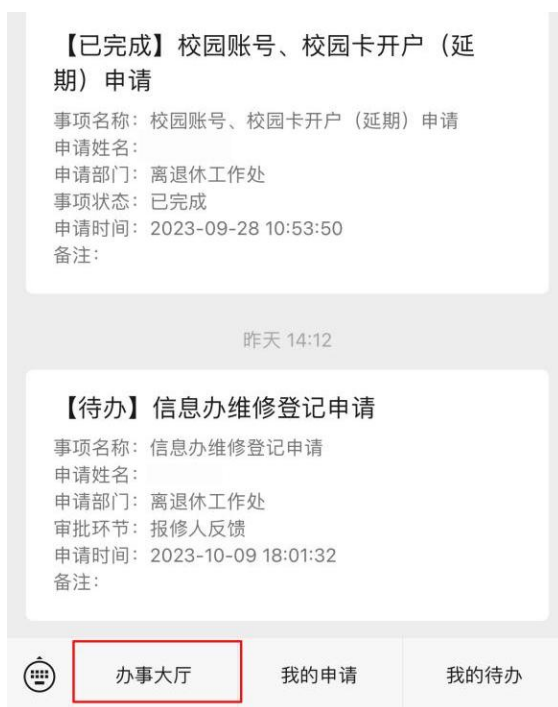 【已完成】校园账号、校园卡开户（延
期）申请
事项名称：校园账号、校园卡开户（延期）申请
申请姓名：
申请部门：离退休工作处
事项状态：已完成
申请时间：2023-09-28 10:53:50
备注：
昨天 14:12
【待办】信息办维修登记申请
事项名称：信息办维修登记申请
申请姓名：
申请部门：离退休工作处
审批环节：报修人反馈
申请时间：2023-10-09 18:01:32
备注：
办事大厅 我的申请 我的待办